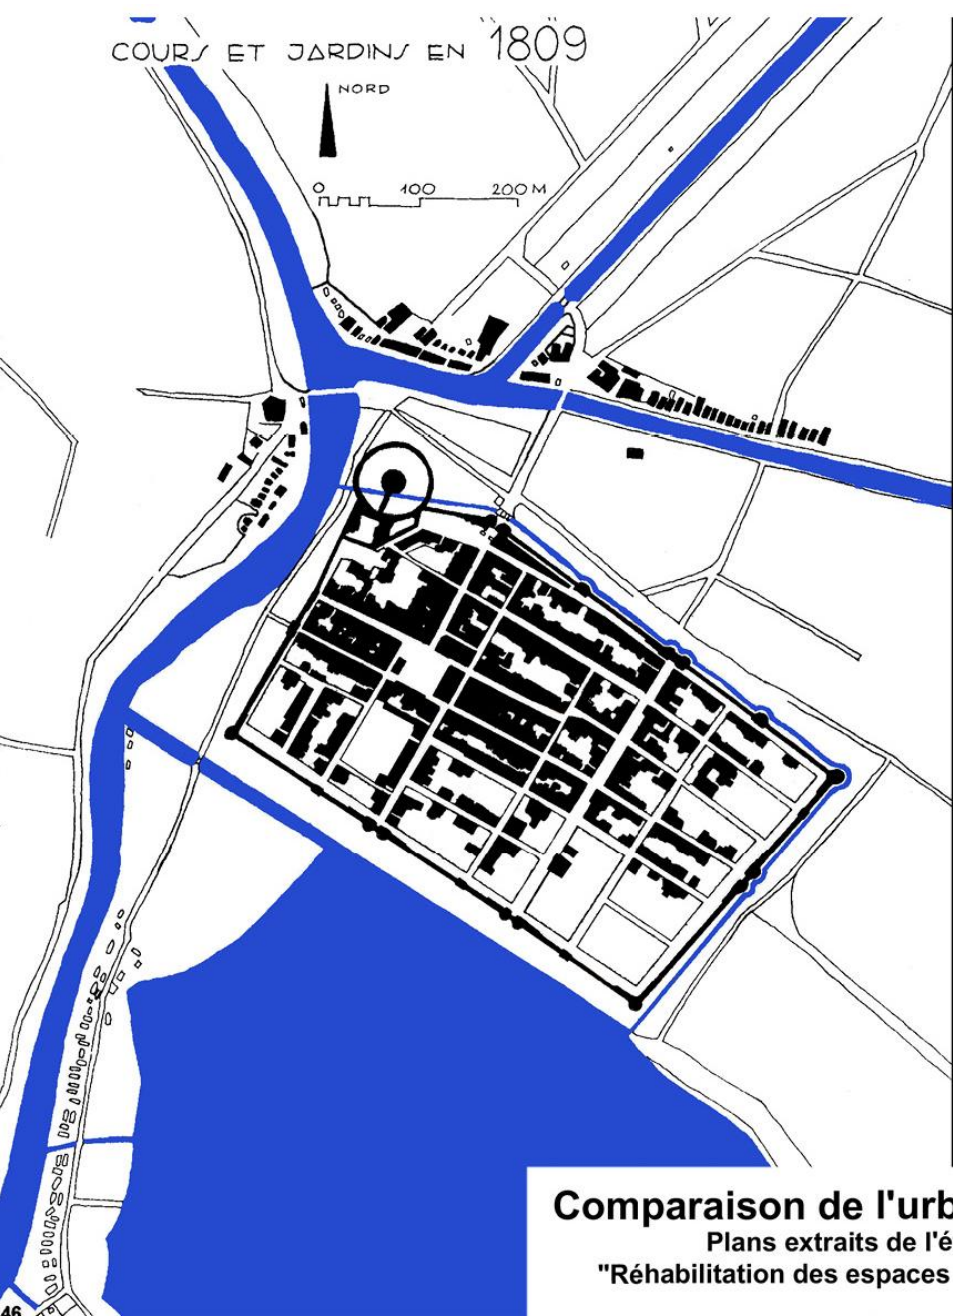 COURS ET JARDINS EN 1809
NORD
0 100 200 M
Comparaison de l'urb
Plans extraits de l'é
"Réhabilitation des espaces
46